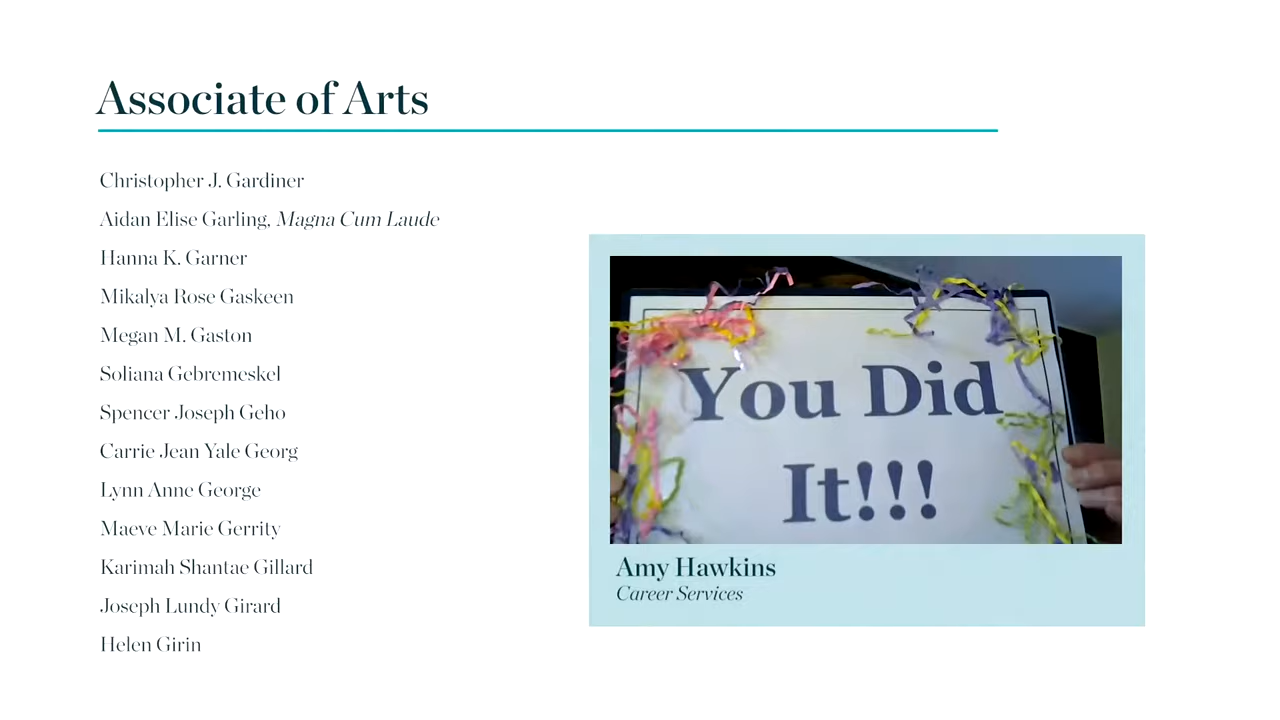 Associate of Arts
Christopher J. Gardiner
Aidan Elise Garling, Magna Cum Laude
Hanna K. Garner
Mikalya Rose Gaskeen
Megan M. Gaston
Soliana Gebremeskel
Spencer Joseph Geho
Carrie Jean Yale Georg
Lynn Anne George
Maeve Marie Gerrity
Karimah Shantae Gillard
Joseph Lundy Girard
Helen Girin
You Did
It!!!
Amy Hawkins
Career Services